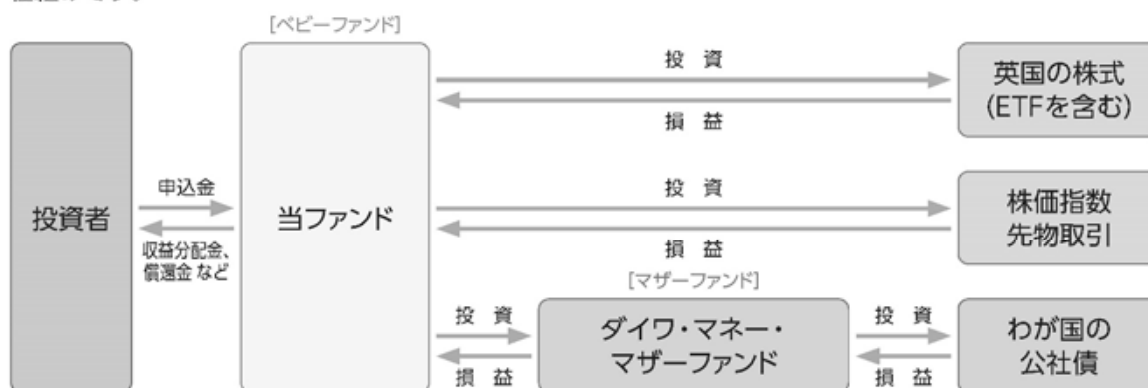 [ベビーファンド]
投資者
申込金
収益分配金、
償還金 など
当ファンド
投 資
損 益
英国の株式
(ETFを含む)
投 資
損 益
株価指数
先物取引
[マザーファンド]
投 資
損 益
ダイワ・マネー・
マザーファンド
投 資
損 益
わが国の
公社債